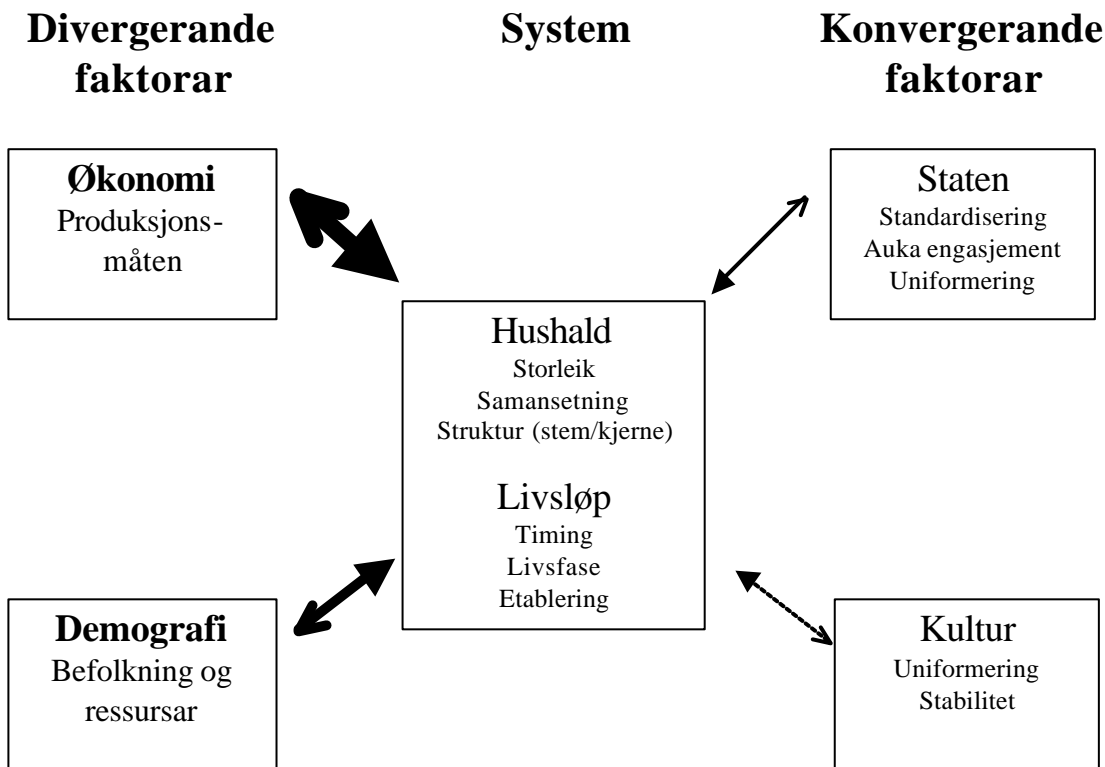 Divergerande
faktorar
System
Konvergerande
faktorar
Økonomi
Produksjons-
måten
Staten
Standardisering
Auka engasjement
Uniformering
Hushald
Storleik
Samansetning
Struktur (stem/kjerne)
Livsløp
Timing
Livsfase
Etablering
Demografi
Befolkning og
ressursar
Kultur
Uniformering
Stabilitet